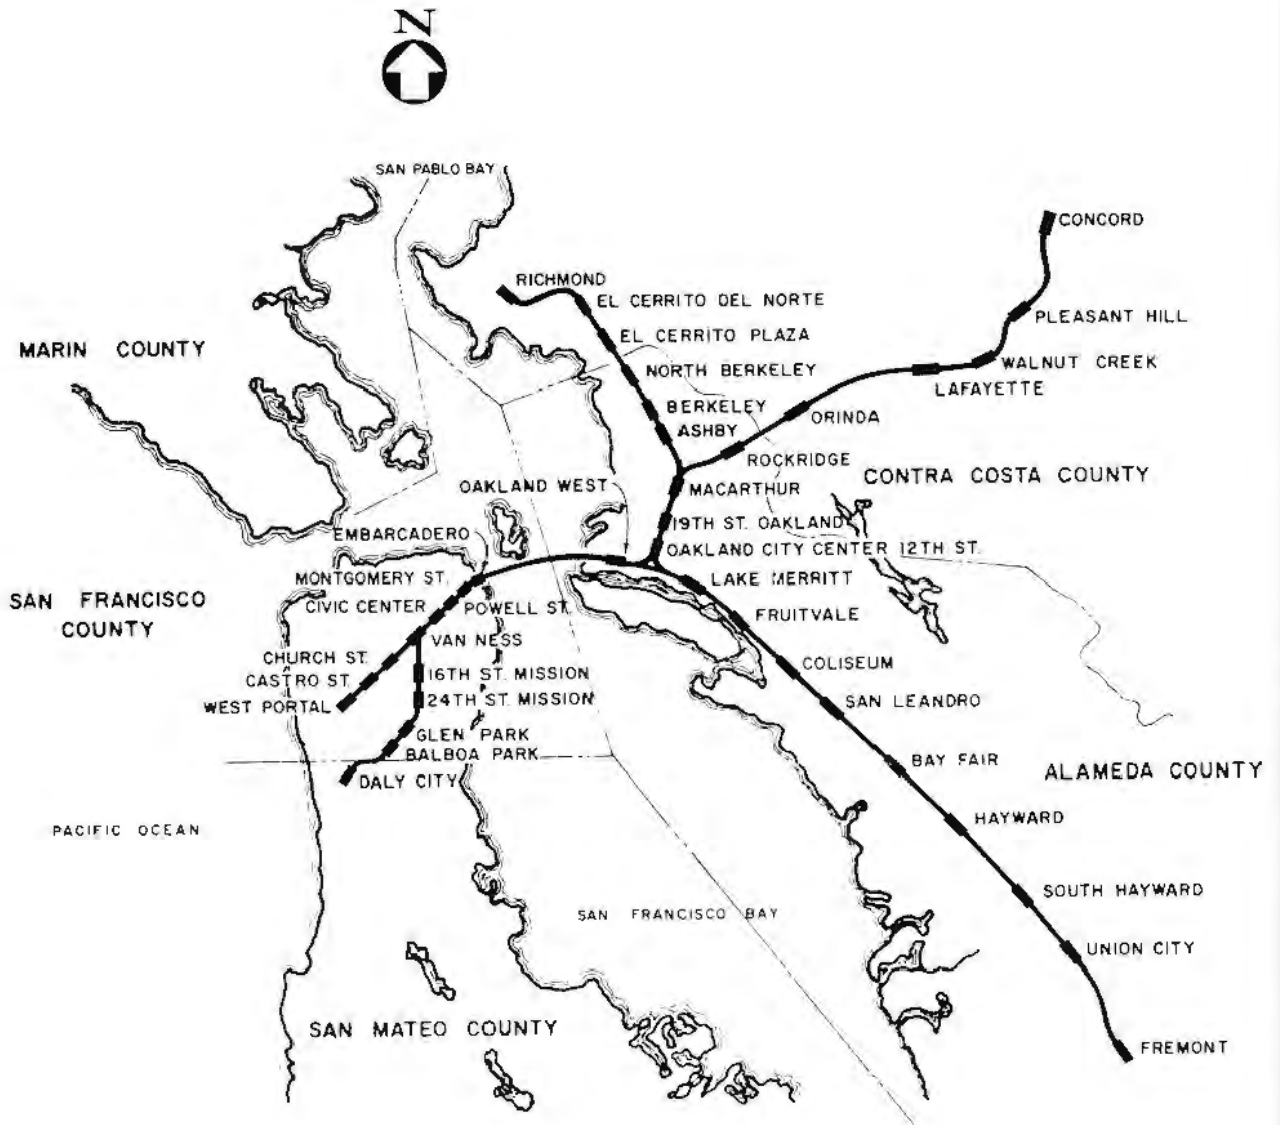 N
SAN PABLO BAY
CONCORD
RICHMOND
EL CERRITO DEL NORTE
PLEASANT HILL
EL CERRITO PLAZA
MARIN COUNTY
WALNUT CREEK
NORTH BERKELEY
LAFAYETTE
BERKELEY
ORINDA
ASHBY
ROCKRIDGE
CONTRA COSTA COUNTY
OAKLAND WEST
MACARTHUR
19TH ST. OAKLAND
EMBARCADERO
OAKLAND CITY CENTER 12TH ST.
MONTGOMERY ST.
LAKE MERRITT
SAN FRANCISCO
COUNTY
CIVIC CENTER
POWELL ST.
FRUITVALE
VAN NESS
CHURCH ST.
COLISEUM
16TH ST. MISSION
CASTRO ST.
24TH ST. MISSION
SAN LEANDRO
WEST PORTAL
GLEN PARK
BALBOA PARK
BAY FAIR
ALAMEDA COUNTY
DALY CITY
HAYWARD
PACIFIC OCEAN
SOUTH HAYWARD
SAN FRANCISCO BAY
UNION CITY
SAN MATEO COUNTY
FREMONT